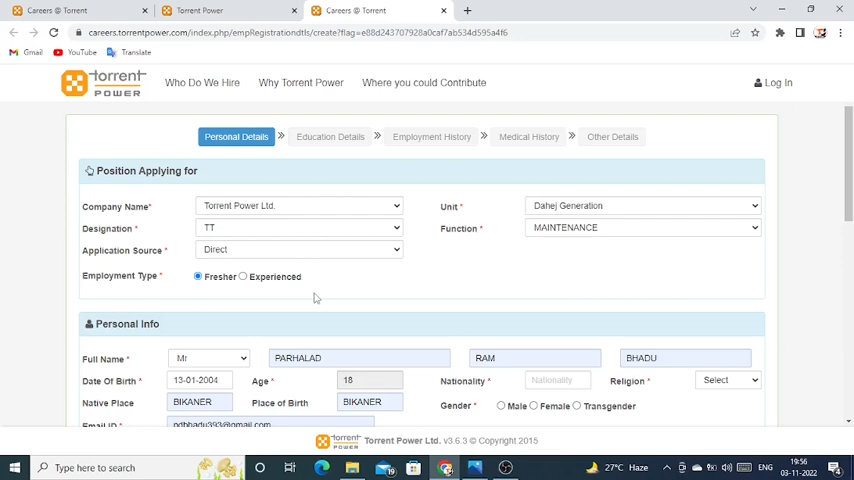 Careers @ Torrent
Torrent Power
Careers @ Torrent
careers.torrentpower.com/index.php/empRegistrationdtls/create?flag=e88d243707928a0caf7ab534ed595a4f6
Gmail YouTube Translate
torrent POWER
Who Do We Hire Why Torrent Power Where you could Contribute Log In
Personal Details » Education Details » Employment History » Medical History » Other Details
Position Applying for
Company Name* Torrent Power Ltd. Unit * Dahej Generation
Designation * TT Function * MAINTENANCE
Application Source * Direct
Employment Type * Fresher Experienced
Personal Info
Full Name * Mr PARHALAD RAM BHADU
Date Of Birth * 13-01-2004 Age * 18 Nationality * Nationality Religion * Select
Native Place BIKANER Place of Birth BIKANER Gender * Male Female Transgender
Email ID * pdbhadu393@gmail.com
torrent POWER Torrent Power Ltd. v3.6.3 © Copyright 2015
Type here to search 19 27°C Haze ENG 19:56 03-11-2022 4